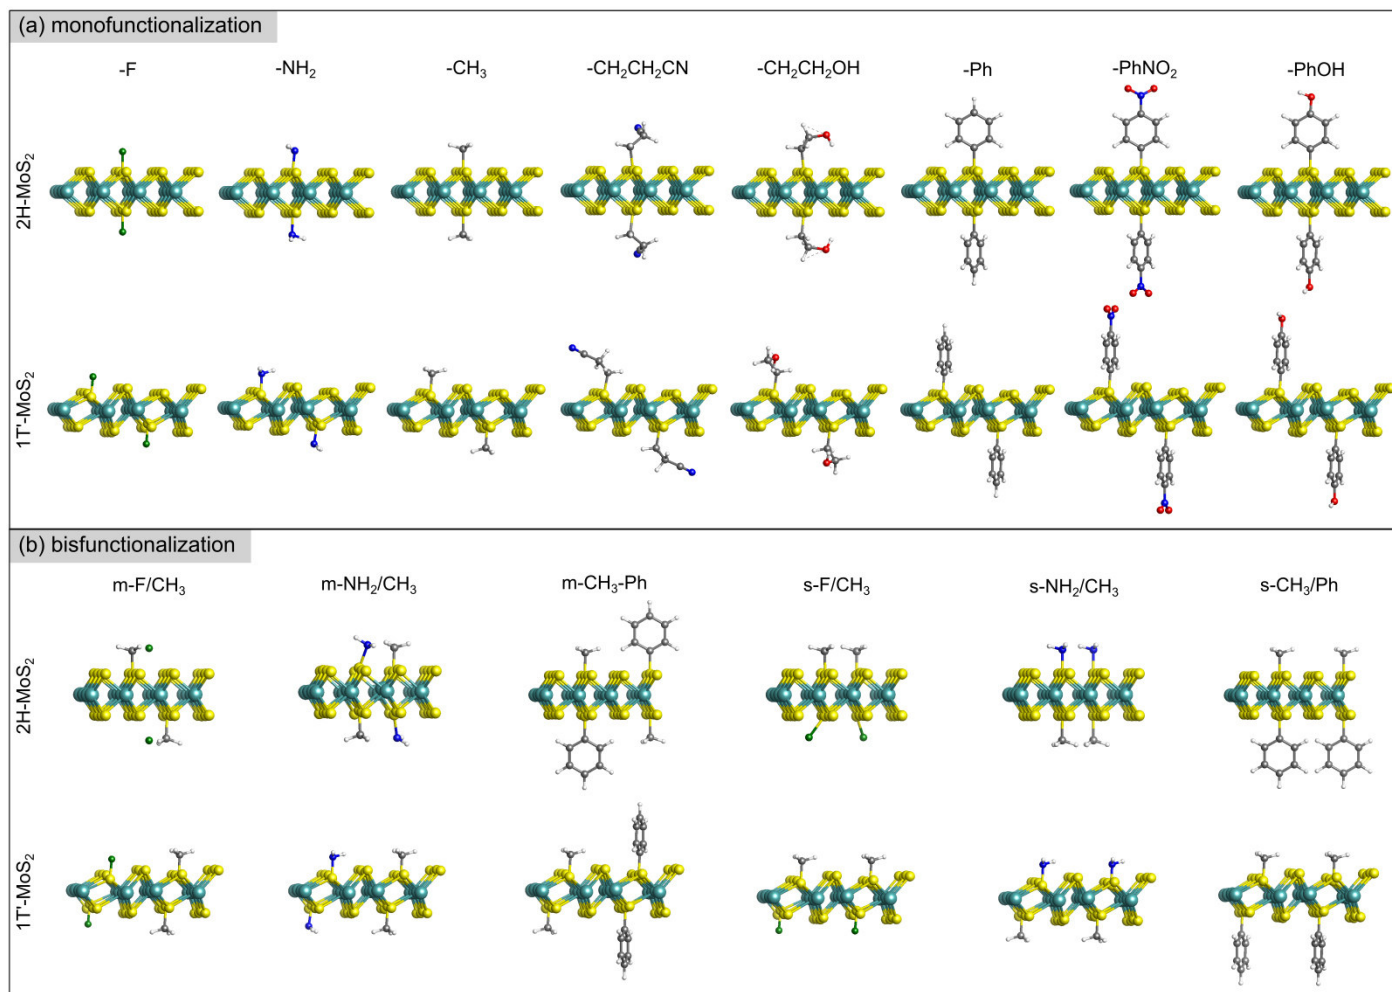 (a) monofunctionalization
-F -NH₂ -CH₃ -CH₂CH₂CN -CH₂CH₂OH -Ph -PhNO₂ -PhOH
2H-MoS₂
1T'-MoS₂
(b) bisfunctionalization
m-F/CH₃ m-NH₂/CH₃ m-CH₃-Ph s-F/CH₃ s-NH₂/CH₃ s-CH₃/Ph
2H-MoS₂
1T'-MoS₂